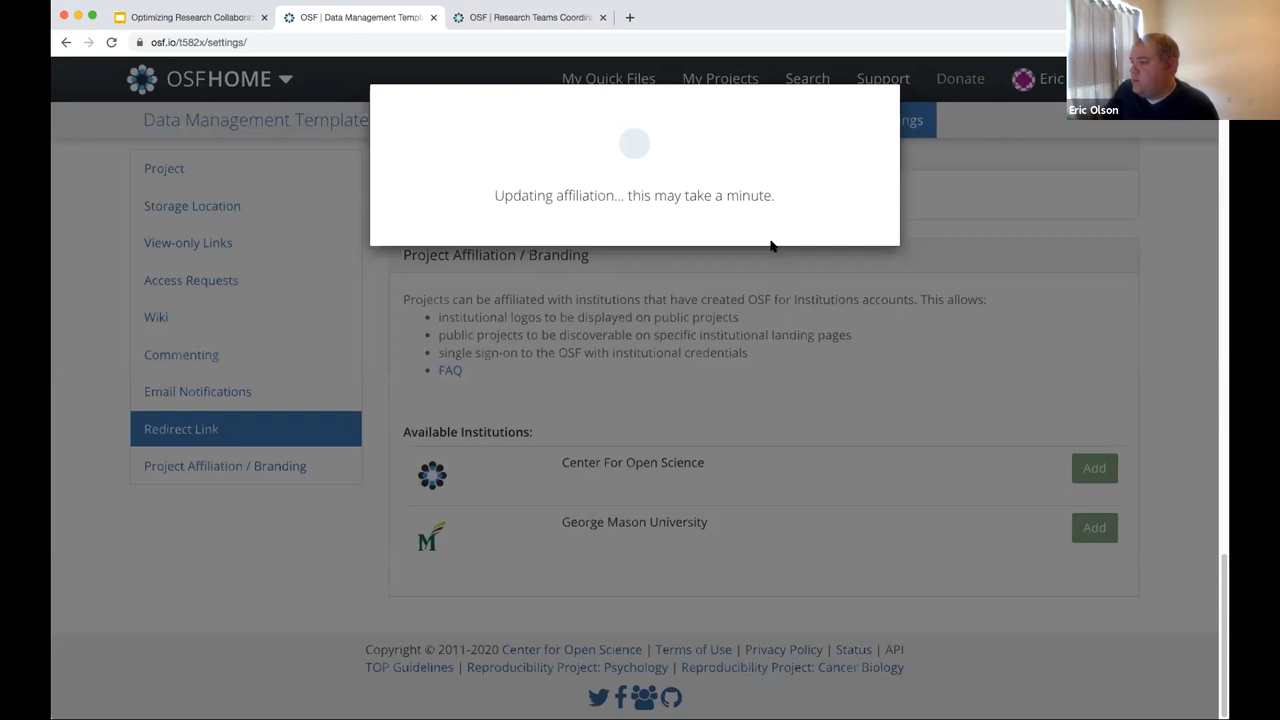 Optimizing Research Collabora
OSF | Data Management Templ
OSF | Research Teams Coordin
osf.io/t582x/settings/
OSFHOME
My Quick Files
My Projects
Search
Support
Donate
Eric
Eric Olson
Data Management Template
ngs
Updating affiliation... this may take a minute.
Project
Storage Location
View-only Links
Access Requests
Wiki
Commenting
Email Notifications
Redirect Link
Project Affiliation / Branding
Project Affiliation / Branding
Projects can be affiliated with institutions that have created OSF for Institutions accounts. This allows:
• institutional logos to be displayed on public projects
• public projects to be discoverable on specific institutional landing pages
• single sign-on to the OSF with institutional credentials
• FAQ
Available Institutions:
Center For Open Science
Add
M
George Mason University
Add
Copyright © 2011-2020 Center for Open Science | Terms of Use | Privacy Policy | Status | API
TOP Guidelines | Reproducibility Project: Psychology | Reproducibility Project: Cancer Biology